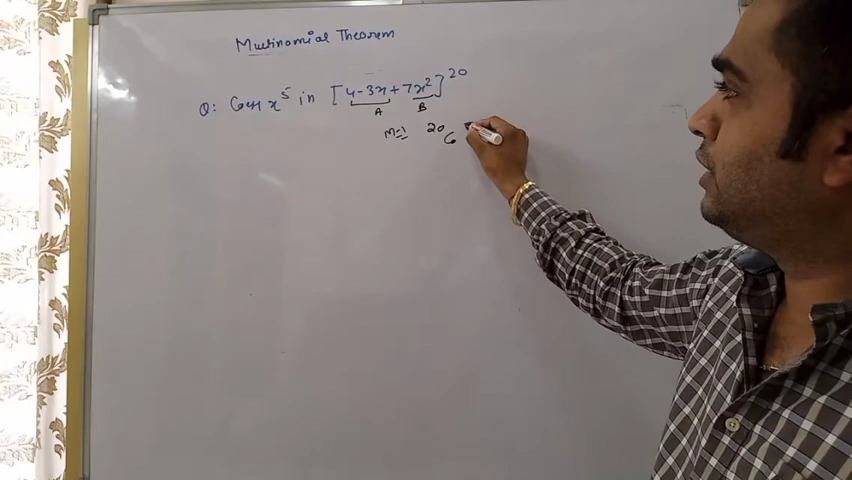 Multinomial Theorem
Q: Coeff x⁵ in [4-3x+7x²]²⁰
A B
M-1 ²⁰C